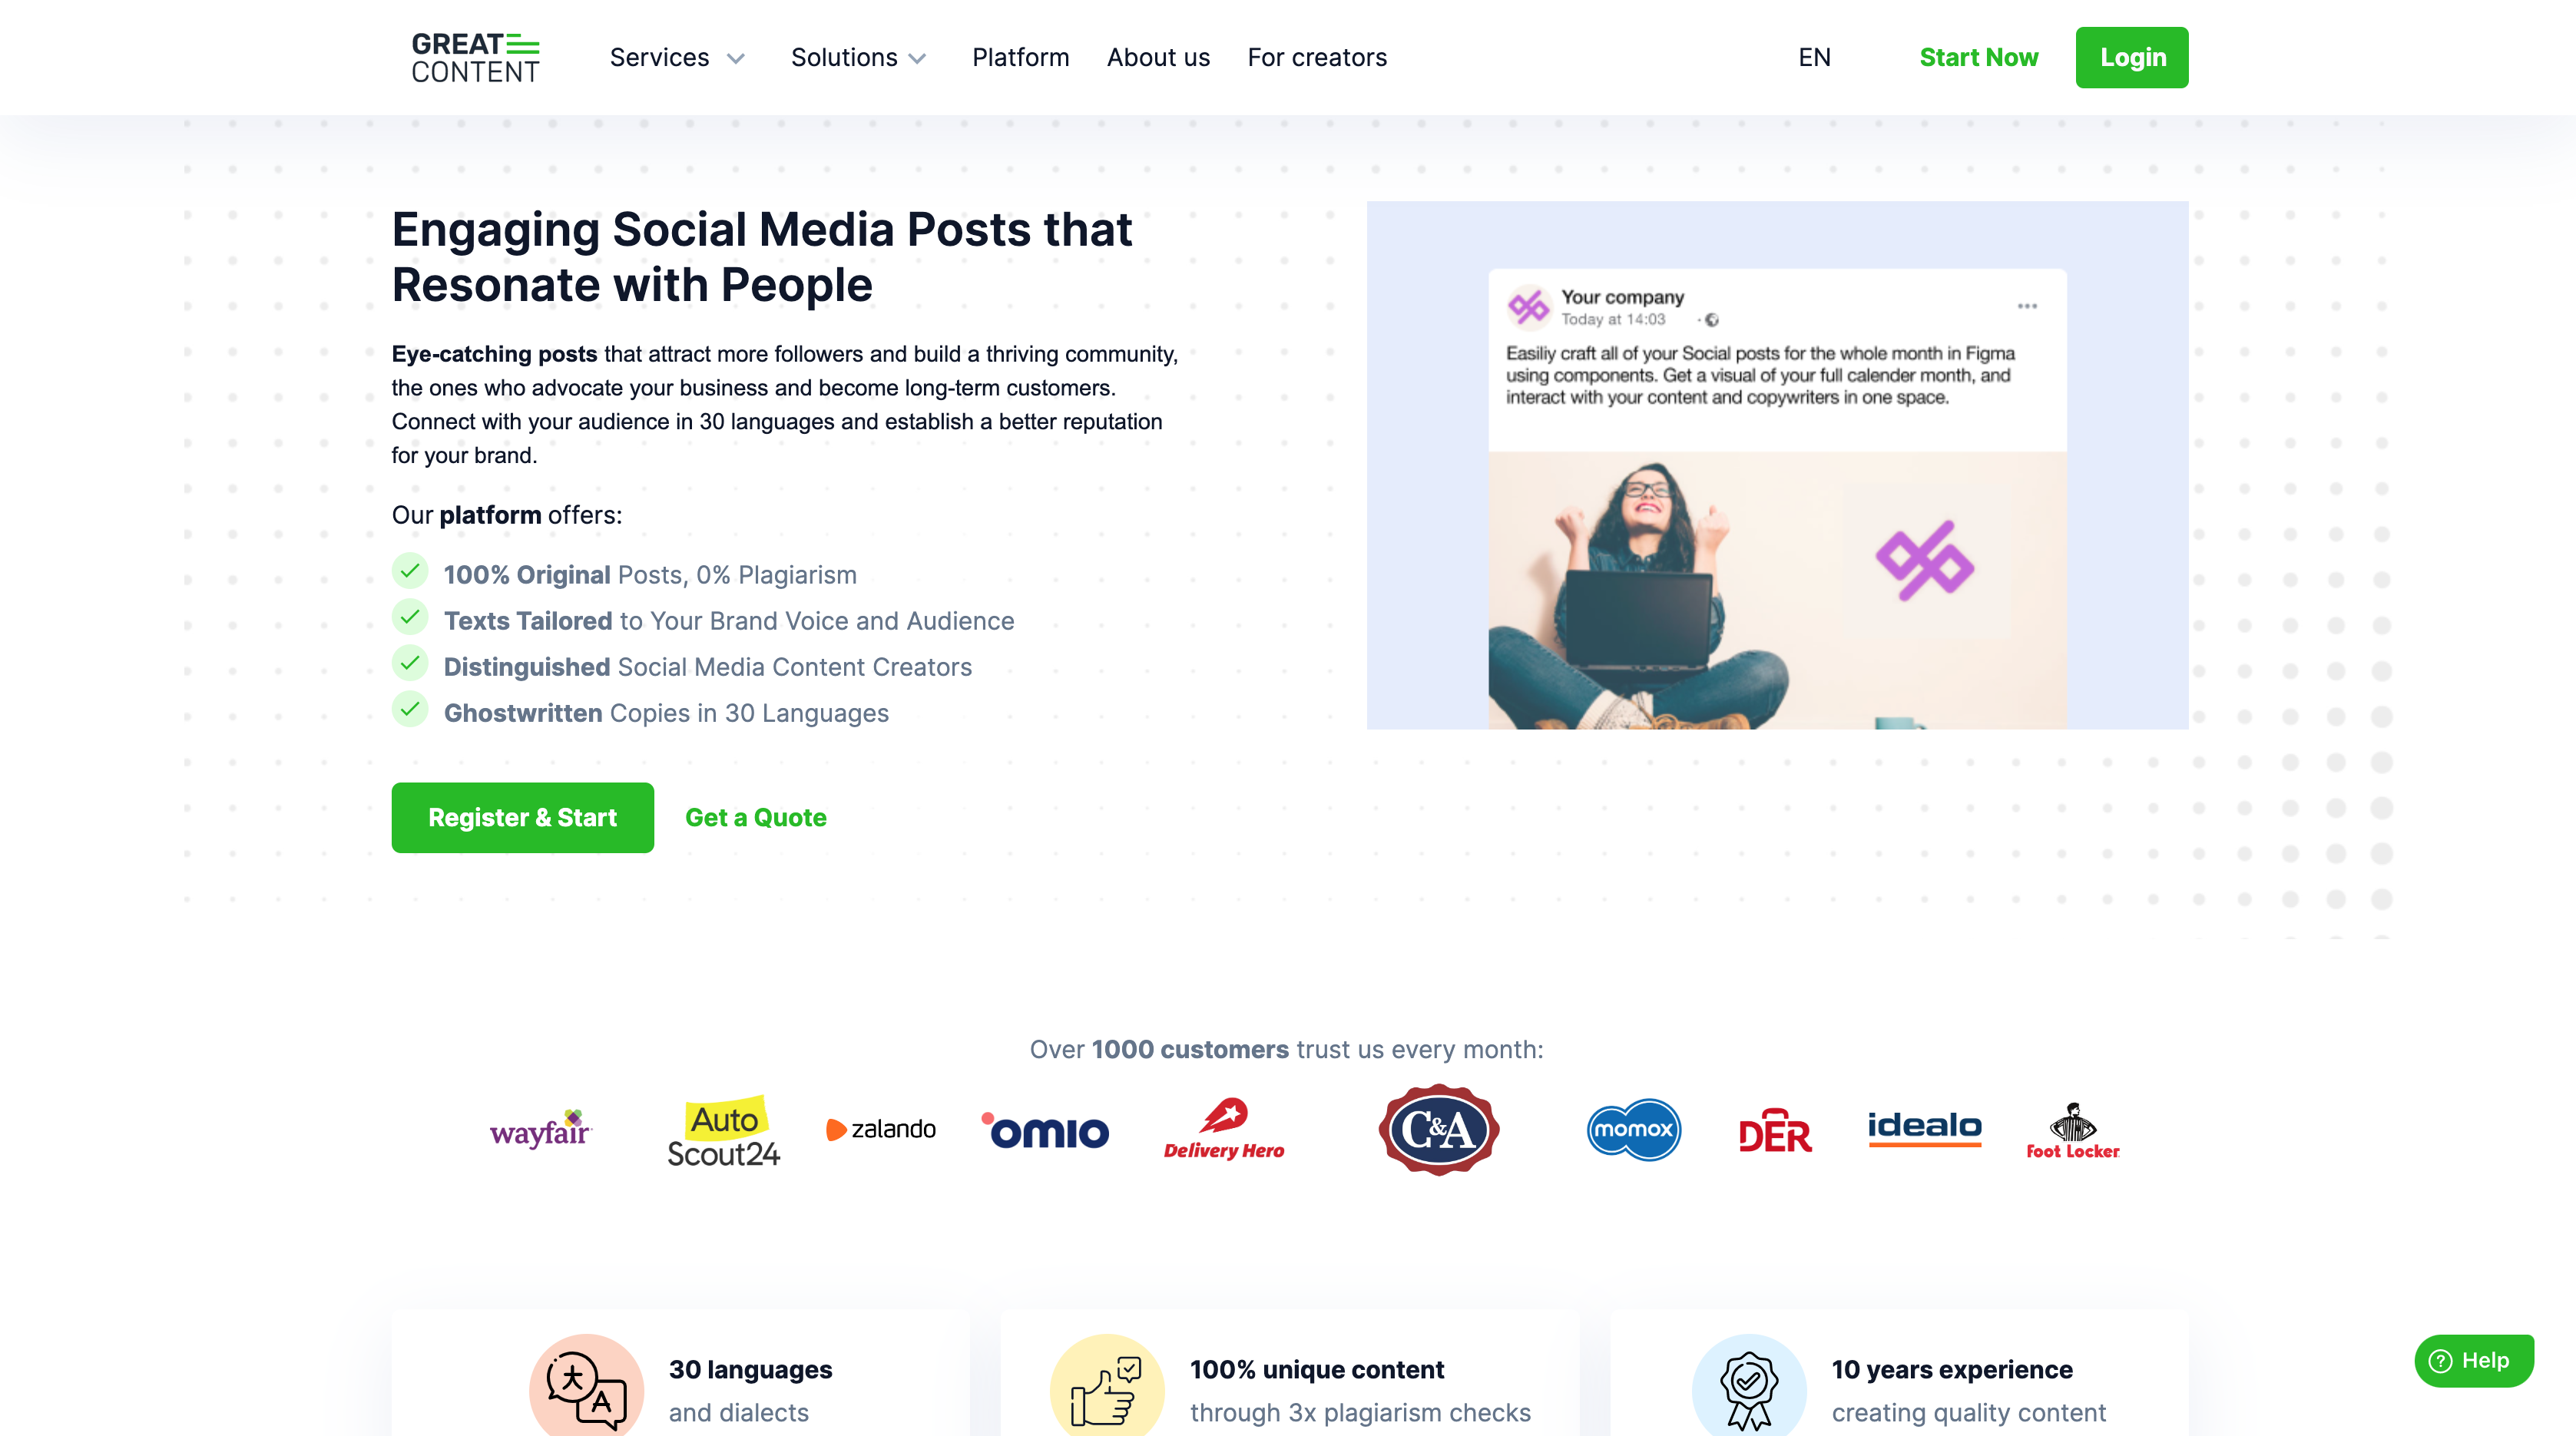 GREAT
CONTENT
Services
Solutions
Platform
About us
For creators
EN
Start Now
Login
Engaging Social Media Posts that
Resonate with People
Eye-catching posts that attract more followers and build a thriving community,
the ones who advocate your business and become long-term customers.
Connect with your audience in 30 languages and establish a better reputation
for your brand.
Our platform offers:
100% Original Posts, 0% Plagiarism
Texts Tailored to Your Brand Voice and Audience
Distinguished Social Media Content Creators
Ghostwritten Copies in 30 Languages
Register & Start
Get a Quote
Your company
Today at 14:03
Easiliy craft all of your Social posts for the whole month in Figma
using components. Get a visual of your full calender month, and
interact with your content and copywriters in one space.
Over 1000 customers trust us every month:
wayfair
Auto
Scout24
zalando
omio
Delivery Hero
C&A
momox
DER
idealo
Foot Locker
30 languages
and dialects
100% unique content
through 3x plagiarism checks
10 years experience
creating quality content
Help